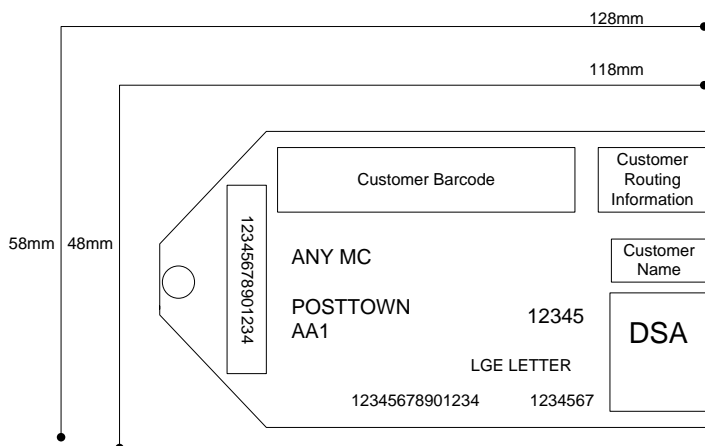 128mm
118mm
Customer Barcode
Customer
Routing
Information
58mm 48mm
12345678901234
ANY MC
Customer
Name
POSTTOWN
AA1
12345
DSA
LGE LETTER
12345678901234 1234567